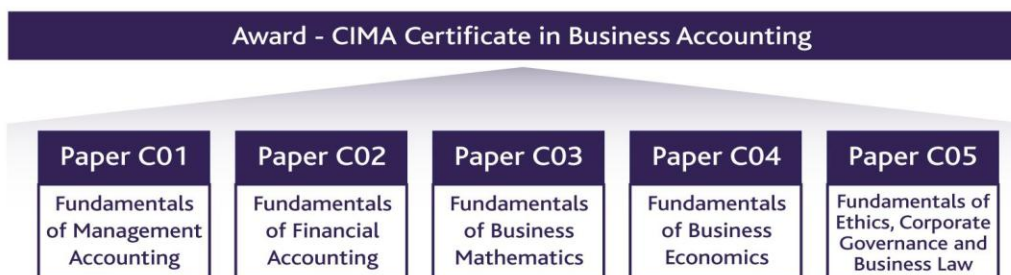 Award - CIMA Certificate in Business Accounting
Paper C01
Fundamentals
of Management
Accounting
Paper C02
Fundamentals
of Financial
Accounting
Paper C03
Fundamentals
of Business
Mathematics
Paper C04
Fundamentals
of Business
Economics
Paper C05
Fundamentals of
Ethics, Corporate
Governance and
Business Law